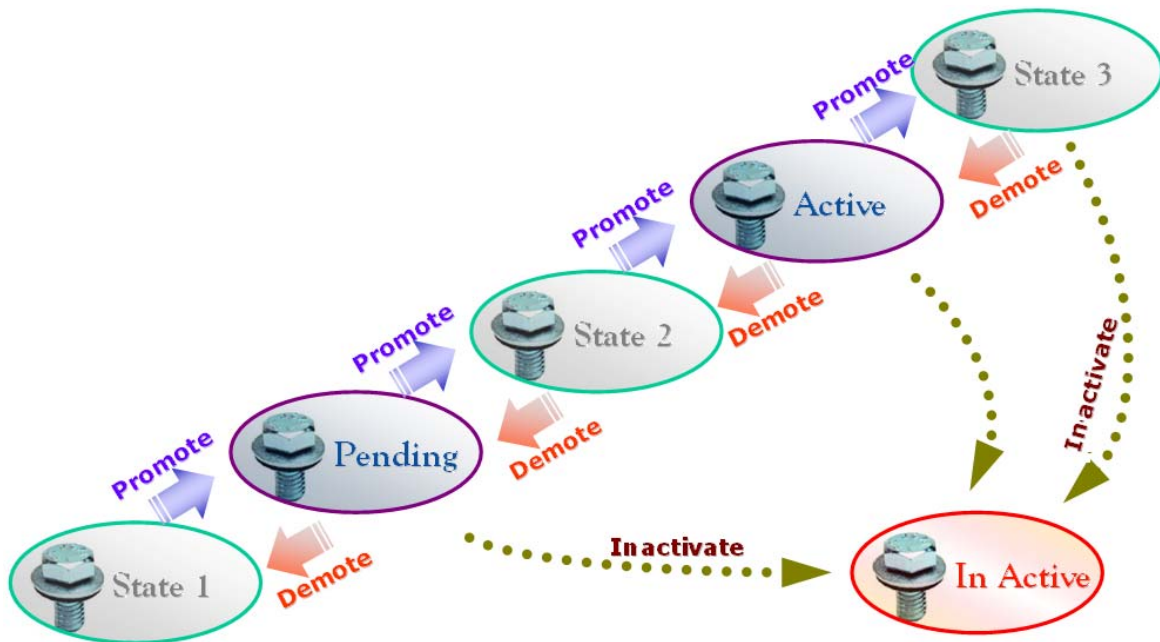 State 3
Promote
Demote
Active
Promote
Demote
State 2
Promote
Demote
Pending
Promote
Demote
State 1
Inactivate
Inactivate
In Active